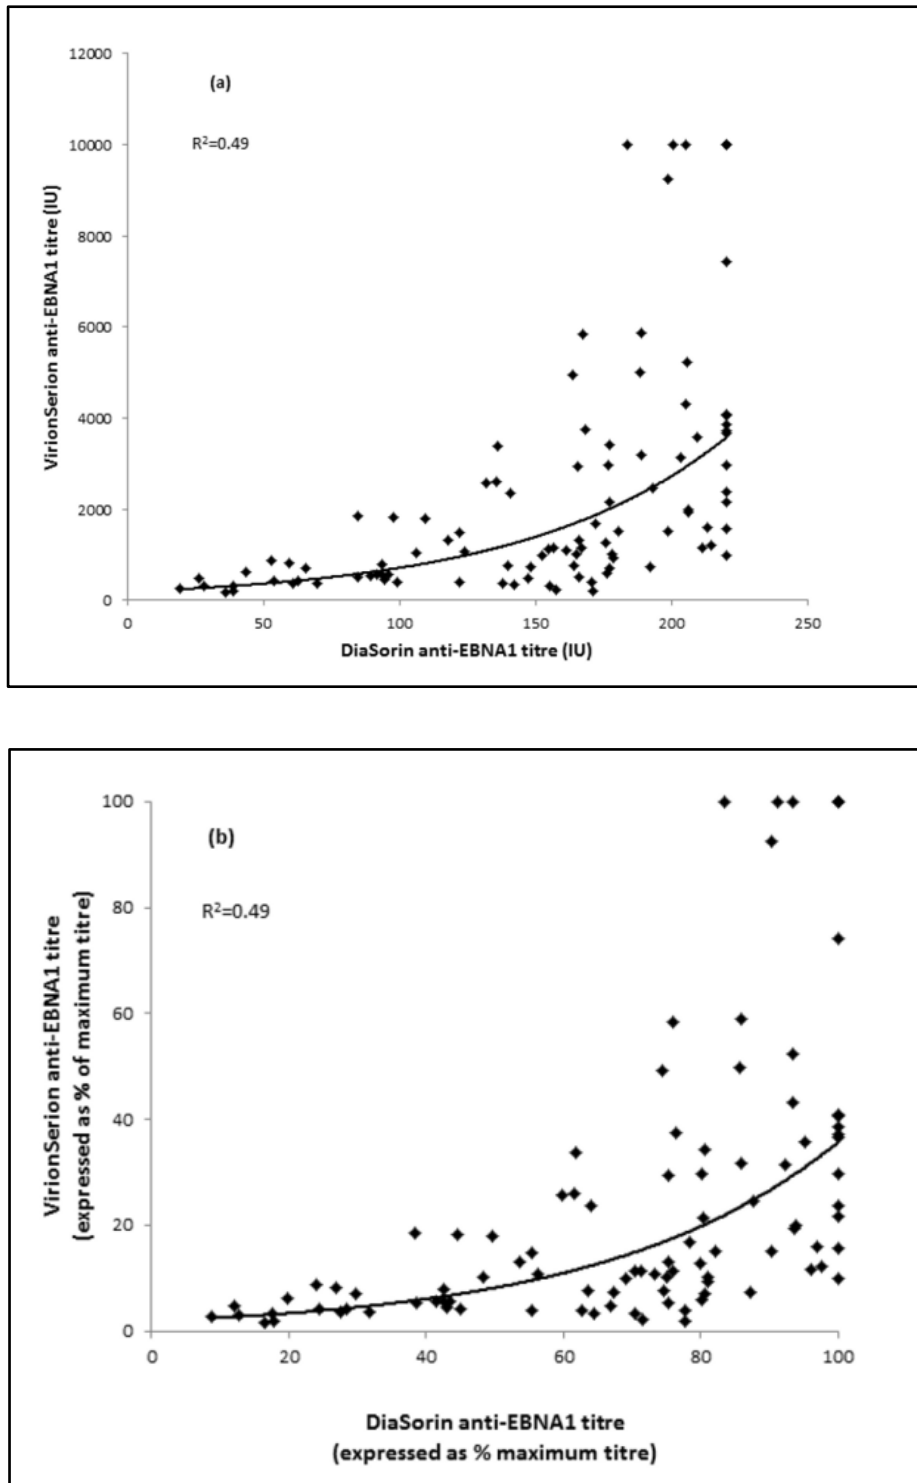 12000
(a)
R²=0.49
10000
8000
6000
4000
2000
0
VirionSerion anti-EBNA1 titre (IU)
0 50 100 150 200 250
DiaSorin anti-EBNA1 titre (IU)
100
(b)
R²=0.49
80
60
40
20
0
VirionSerion anti-EBNA1 titre
(expressed as % of maximum titre)
0 20 40 60 80 100
DiaSorin anti-EBNA1 titre
(expressed as % maximum titre)